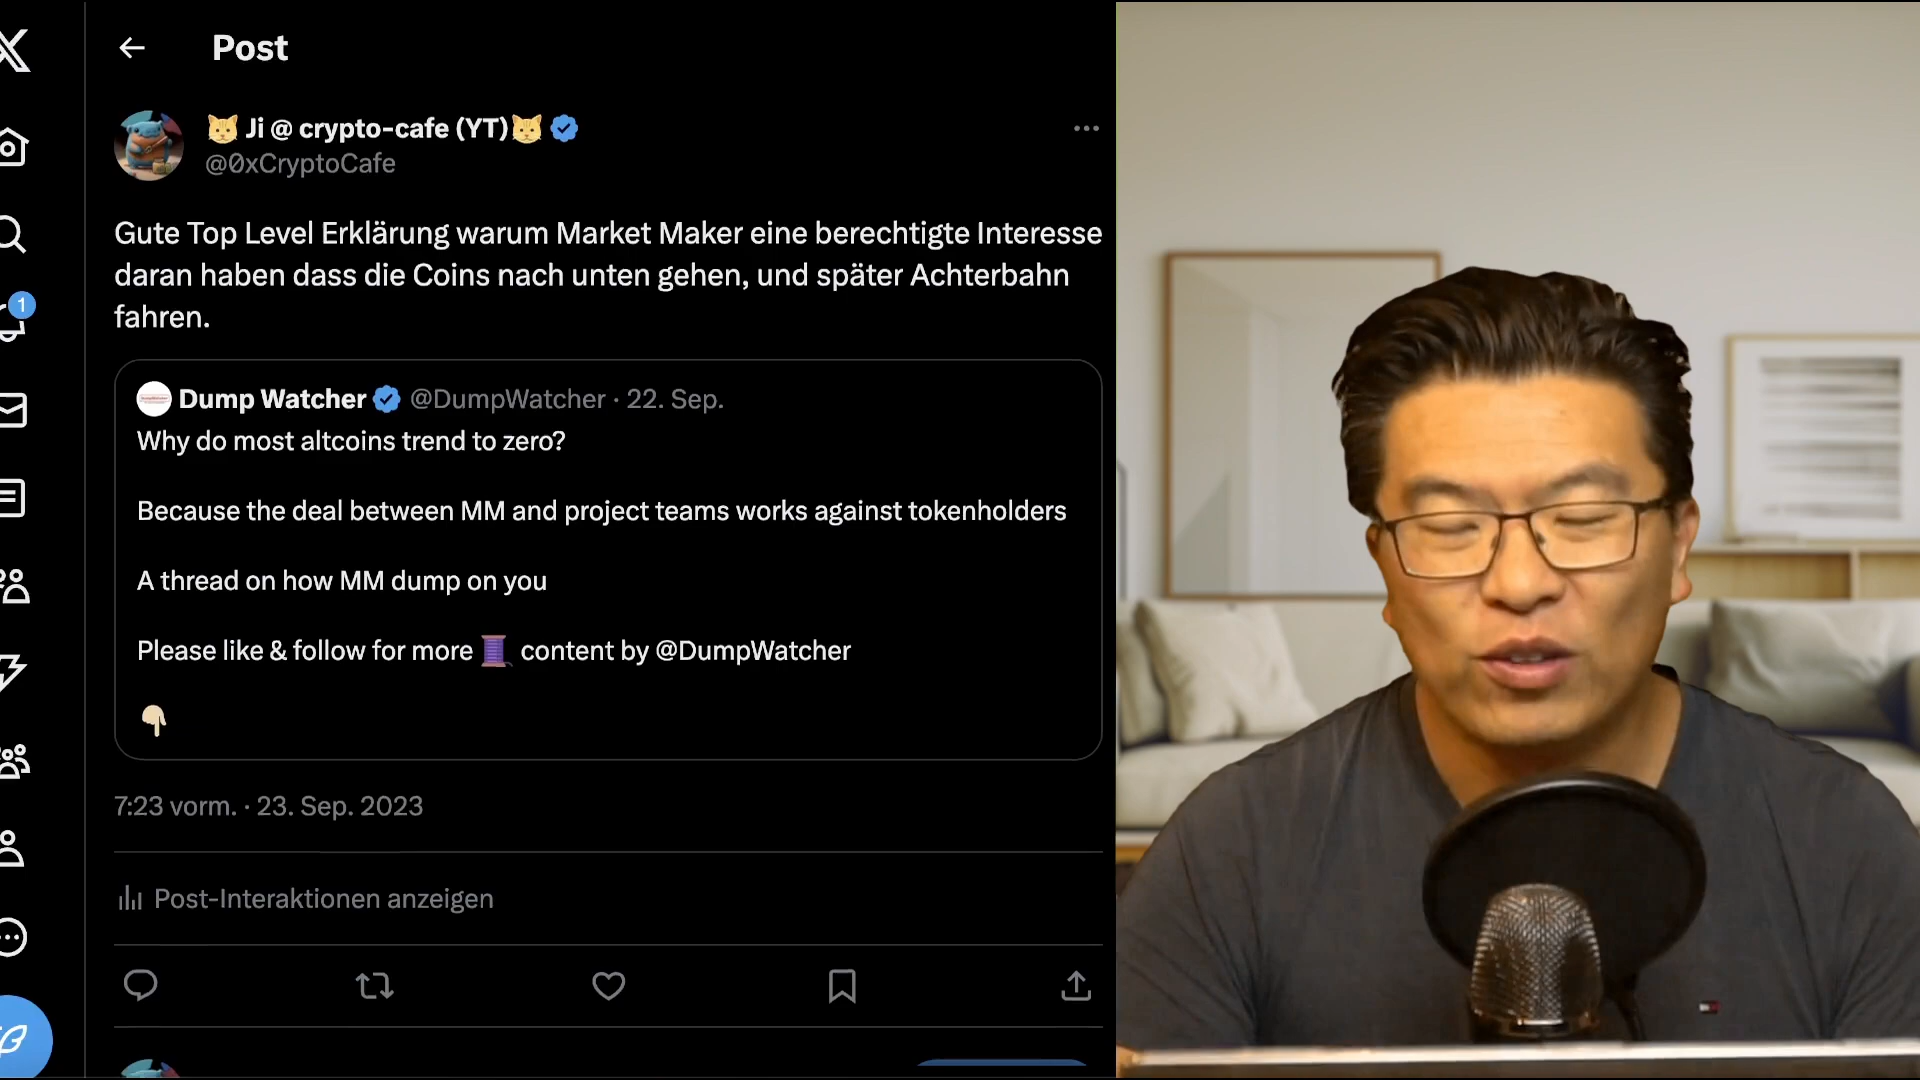 Post
🐱 Ji @ crypto-cafe (YT)🐱
@0xCryptoCafe
Gute Top Level Erklärung warum Market Maker eine berechtigte Interesse
daran haben dass die Coins nach unten gehen, und später Achterbahn
fahren.
1
Dump Watcher @DumpWatcher · 22. Sep.
Why do most altcoins trend to zero?
Because the deal between MM and project teams works against tokenholders
A thread on how MM dump on you
Please like & follow for more 🧵 content by @DumpWatcher
👇🏻
7:23 vorm. · 23. Sep. 2023
Post-Interaktionen anzeigen